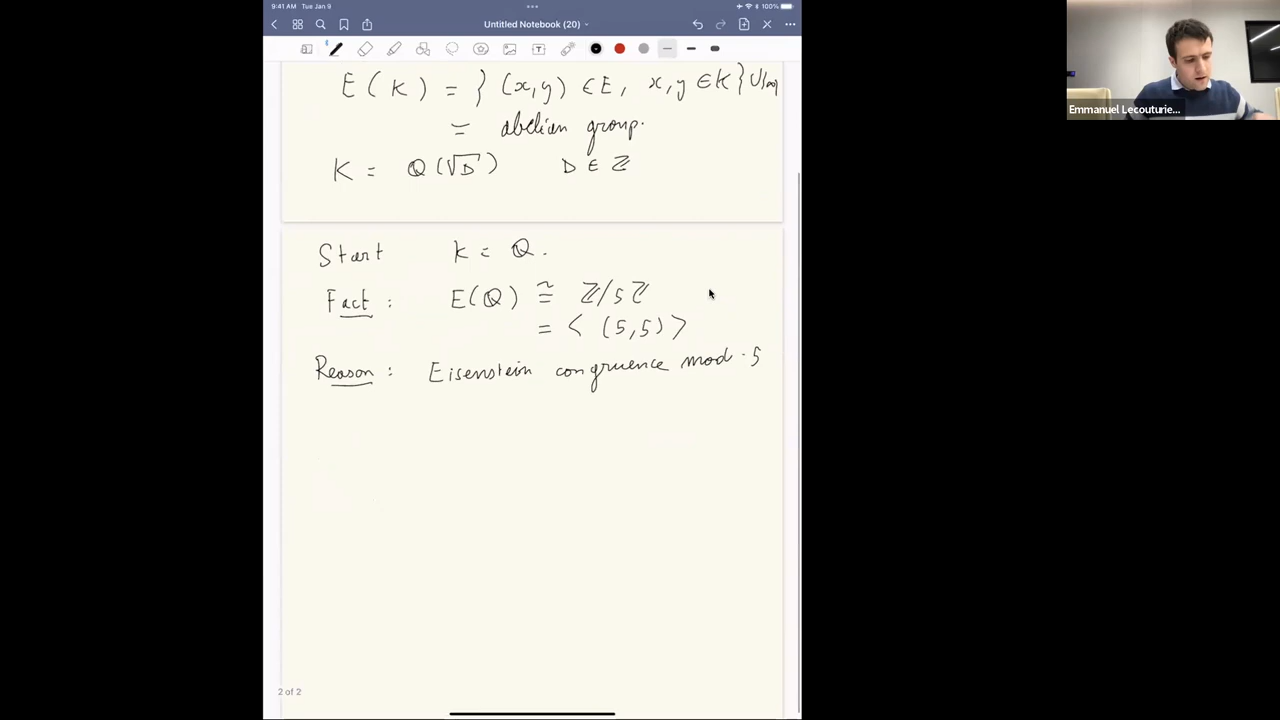 9:41 AM Tue Jan 9
100%
Untitled Notebook (20)
E(K) = } (x,y) ∈ E, x,y ∈ K } ∪ {∞}
= abelian group.
K = ℚ(√D) D ∈ ℤ
Start K = ℚ.
Fact : E(ℚ) ≅ ℤ/5ℤ
= < (5,5) >
Reason : Eisenstein congruence mod. 5
2 of 2
Emmanuel Lecouturie...